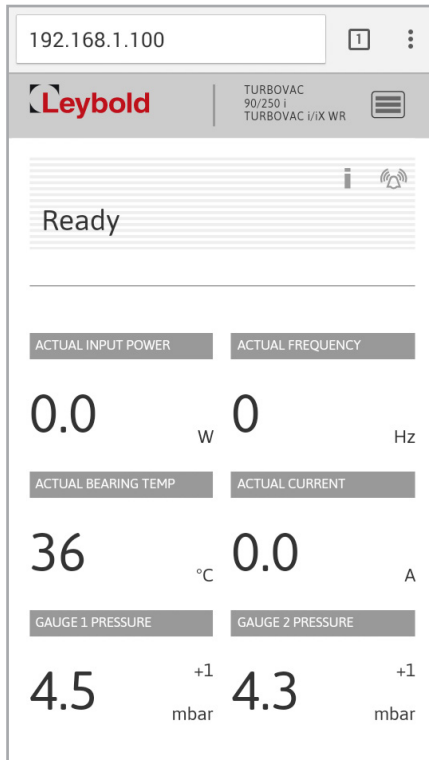 192.168.1.100
1
Leybold
TURBOVAC
90/250 i
TURBOVAC i/iX WR
i
Ready
ACTUAL INPUT POWER
ACTUAL FREQUENCY
0.0 W
0 Hz
ACTUAL BEARING TEMP
ACTUAL CURRENT
36 °C
0.0 A
GAUGE 1 PRESSURE
GAUGE 2 PRESSURE
4.5 +1 mbar
4.3 +1 mbar